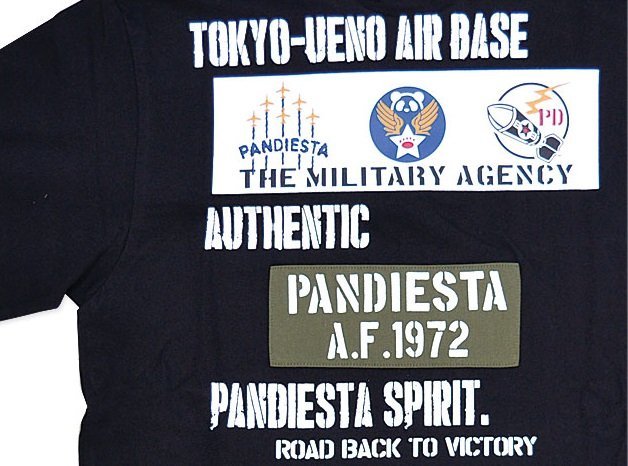 TOKYO-UENO AIR BASE
PANDIESTA
PD
THE MILITARY AGENCY
AUTHENTIC
PANDIESTA
A.F.1972
PANDIESTA SPIRIT.
ROAD BACK TO VICTORY